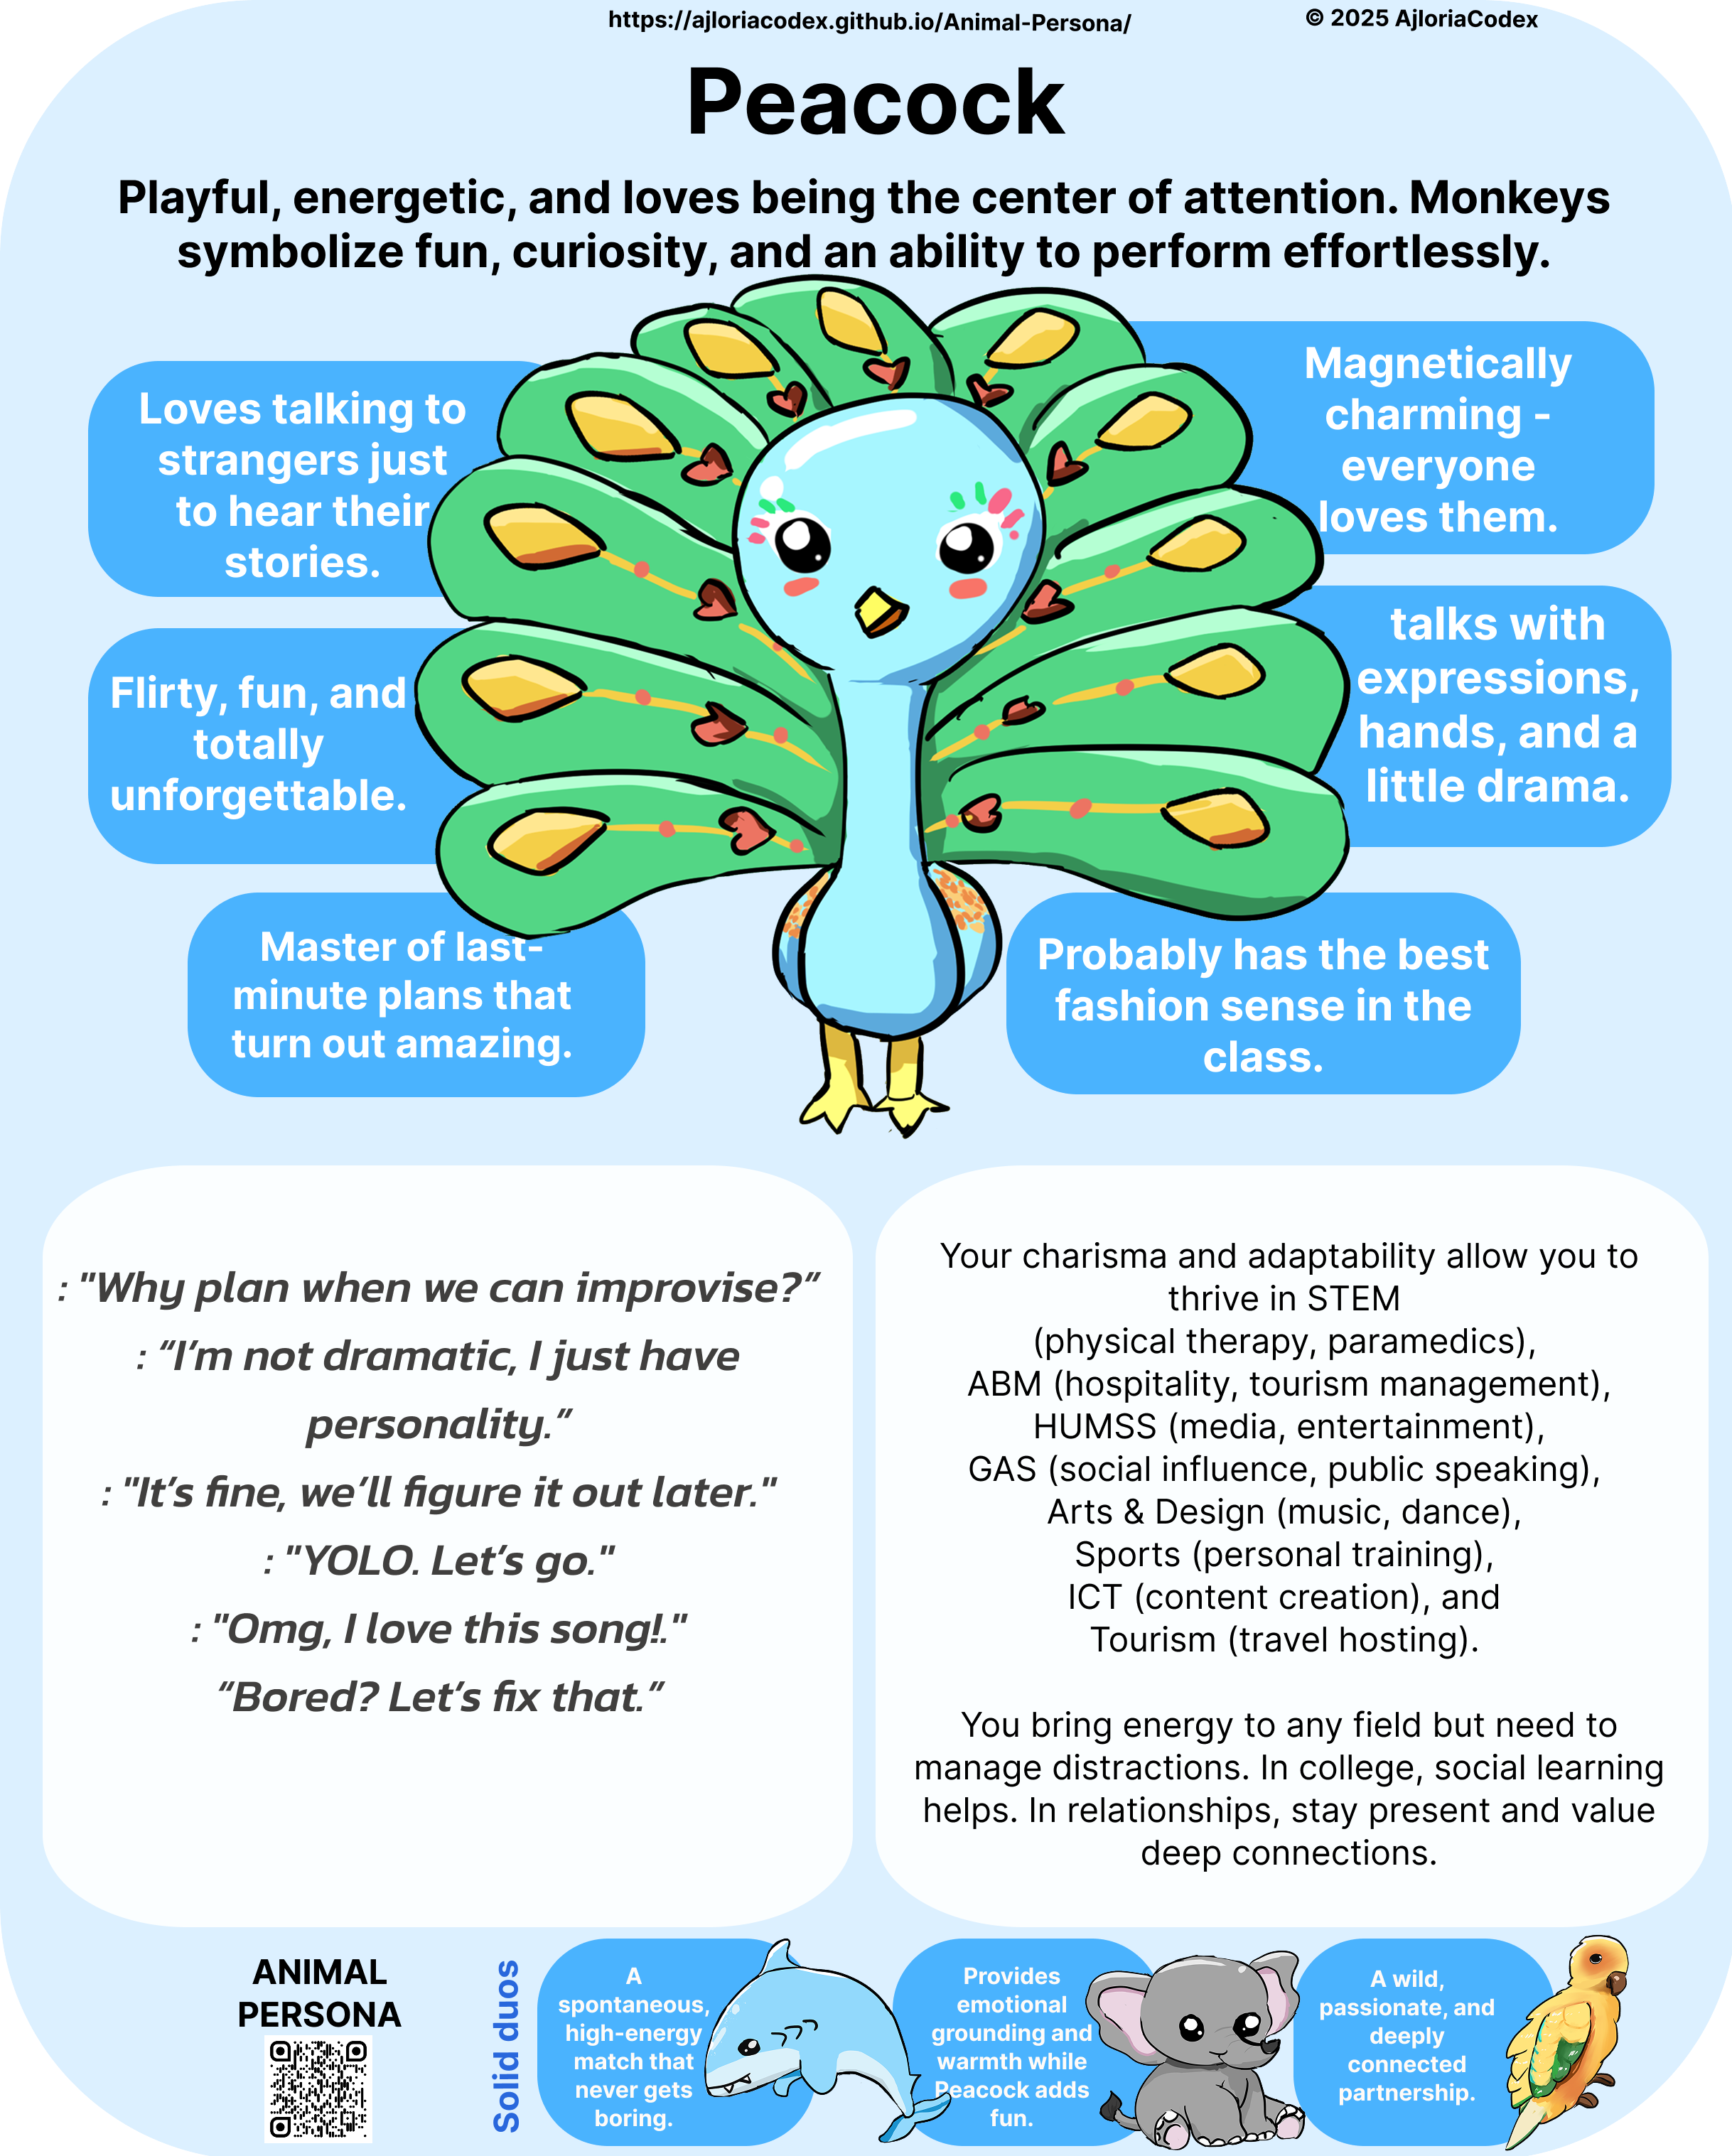 https://ajloriacodex.github.io/Animal-Persona/
© 2025 AjloriaCodex
Peacock
Playful, energetic, and loves being the center of attention. Monkeys
symbolize fun, curiosity, and an ability to perform effortlessly.
Loves talking to
strangers just
to hear their
stories.
Magnetically
charming -
everyone
loves them.
Flirty, fun, and
totally
unforgettable.
talks with
expressions,
hands, and a
little drama.
Master of last-
minute plans that
turn out amazing.
Probably has the best
fashion sense in the
class.
: "Why plan when we can improvise?”
: “I’m not dramatic, I just have
personality.”
: "It’s fine, we’ll figure it out later."
: "YOLO. Let’s go."
: "Omg, I love this song!."
“Bored? Let’s fix that.”
Your charisma and adaptability allow you to
thrive in STEM
(physical therapy, paramedics),
ABM (hospitality, tourism management),
HUMSS (media, entertainment),
GAS (social influence, public speaking),
Arts & Design (music, dance),
Sports (personal training),
ICT (content creation), and
Tourism (travel hosting).
You bring energy to any field but need to
manage distractions. In college, social learning
helps. In relationships, stay present and value
deep connections.
ANIMAL
PERSONA
Solid duos
A
spontaneous,
high-energy
match that
never gets
boring.
Provides
emotional
grounding and
warmth while
Peacock adds
fun.
A wild,
passionate, and
deeply
connected
partnership.